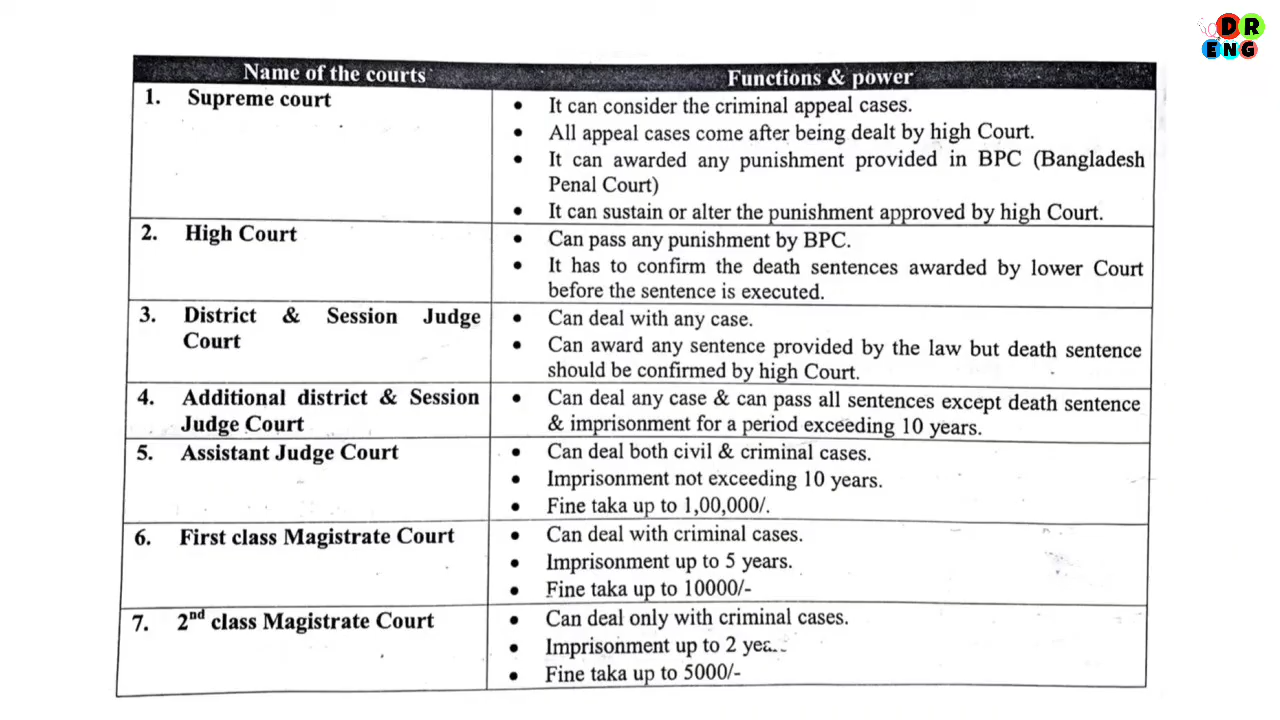 DR
ENG
Name of the courts
Functions & power
1. Supreme court
• It can consider the criminal appeal cases.
• All appeal cases come after being dealt by high Court.
• It can awarded any punishment provided in BPC (Bangladesh
Penal Court)
• It can sustain or alter the punishment approved by high Court.
2. High Court
• Can pass any punishment by BPC.
• It has to confirm the death sentences awarded by lower Court
before the sentence is executed.
3. District & Session Judge
Court
• Can deal with any case.
• Can award any sentence provided by the law but death sentence
should be confirmed by high Court.
4. Additional district & Session
Judge Court
• Can deal any case & can pass all sentences except death sentence
& imprisonment for a period exceeding 10 years.
5. Assistant Judge Court
• Can deal both civil & criminal cases.
• Imprisonment not exceeding 10 years.
• Fine taka up to 1,00,000/.
6. First class Magistrate Court
• Can deal with criminal cases.
• Imprisonment up to 5 years.
• Fine taka up to 10000/-
7. 2nd class Magistrate Court
• Can deal only with criminal cases.
• Imprisonment up to 2
• Fine taka up to 5000/-